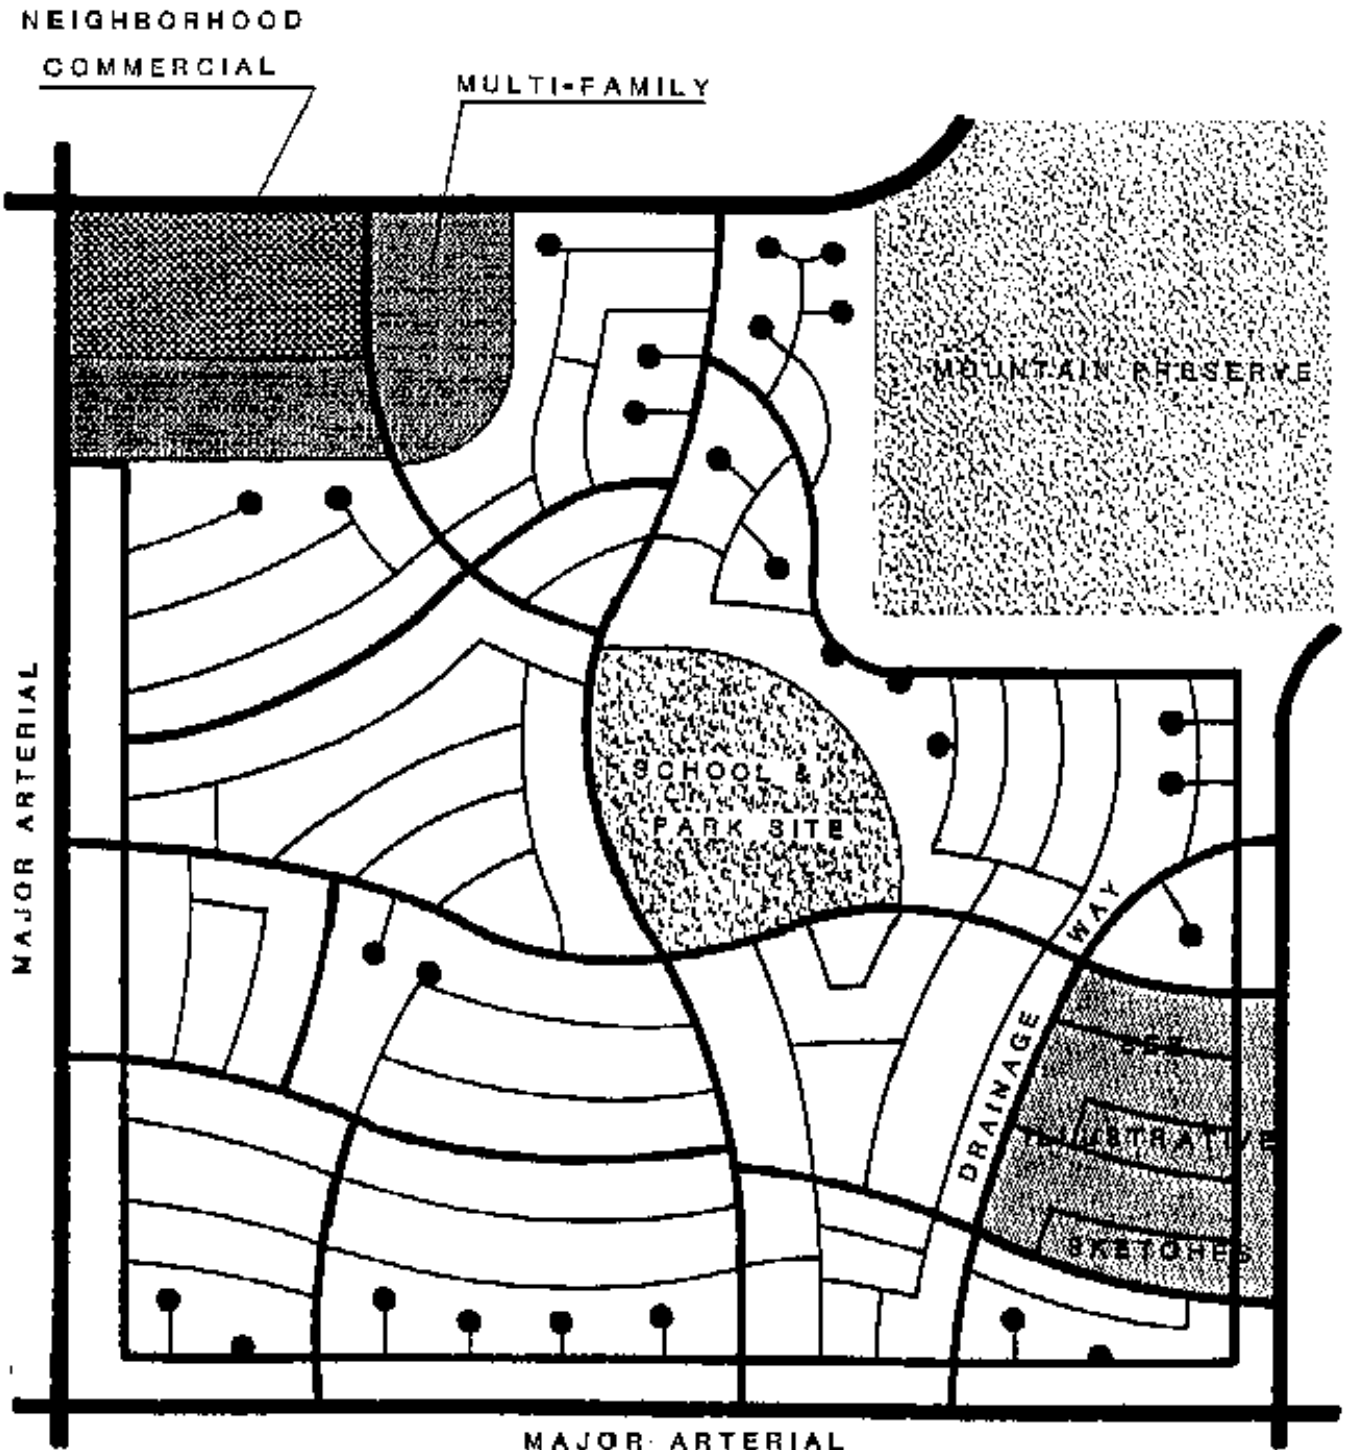 NEIGHBORHOOD
COMMERCIAL
MULTI-FAMILY
MOUNTAIN PRESERVE
MAJOR ARTERIAL
SCHOOL &
PARK SITE
DRAINAGE WAY
SEE
ILLUSTRATIVE
SKETCHES
MAJOR ARTERIAL